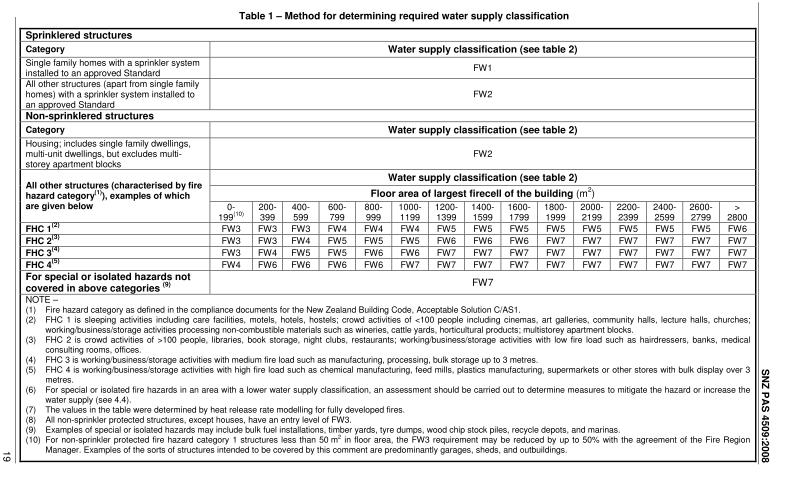 Table 1 – Method for determining required water supply classification
Sprinklered structures
Category Water supply classification (see table 2)
Single family homes with a sprinkler system
installed to an approved Standard
FW1
All other structures (apart from single family
homes) with a sprinkler system installed to
an approved Standard
FW2
Non-sprinklered structures
Category Water supply classification (see table 2)
Housing; includes single family dwellings,
multi-unit dwellings, but excludes multi-
storey apartment blocks
FW2
All other structures (characterised by fire
hazard category(1)), examples of which
are given below
Water supply classification (see table 2)
Floor area of largest firecell of the building (m2)
0- 200- 400- 600- 800- 1000- 1200- 1400- 1600- 1800- 2000- 2200- 2400- 2600- >
199(10) 399 599 799 999 1199 1399 1599 1799 1999 2199 2399 2599 2799 2800
FHC 1(2) FW3 FW3 FW3 FW4 FW4 FW4 FW5 FW5 FW5 FW5 FW5 FW5 FW5 FW5 FW6
FHC 2(3) FW3 FW3 FW4 FW5 FW5 FW5 FW6 FW6 FW6 FW7 FW7 FW7 FW7 FW7 FW7
FHC 3(4) FW3 FW4 FW5 FW5 FW6 FW6 FW7 FW7 FW7 FW7 FW7 FW7 FW7 FW7 FW7
FHC 4(5) FW4 FW6 FW6 FW6 FW6 FW7 FW7 FW7 FW7 FW7 FW7 FW7 FW7 FW7 FW7
For special or isolated hazards not
covered in above categories (9)
FW7
NOTE –
(1) Fire hazard category as defined in the compliance documents for the New Zealand Building Code, Acceptable Solution C/AS1.
(2) FHC 1 is sleeping activities including care facilities, motels, hotels, hostels; crowd activities of <100 people including cinemas, art galleries, community halls, lecture halls, churches;
working/business/storage activities processing non-combustible materials such as wineries, cattle yards, horticultural products; multistorey apartment blocks.
(3) FHC 2 is crowd activities of >100 people, libraries, book storage, night clubs, restaurants; working/business/storage activities with low fire load such as hairdressers, banks, medical
consulting rooms, offices.
(4) FHC 3 is working/business/storage activities with medium fire load such as manufacturing, processing, bulk storage up to 3 metres.
(5) FHC 4 is working/business/storage activities with high fire load such as chemical manufacturing, feed mills, plastics manufacturing, supermarkets or other stores with bulk display over 3
metres.
(6) For special or isolated fire hazards in an area with a lower water supply classification, an assessment should be carried out to determine measures to mitigate the hazard or increase the
water supply (see 4.4).
(7) The values in the table were determined by heat release rate modelling for fully developed fires.
(8) All non-sprinkler protected structures, except houses, have an entry level of FW3.
(9) Examples of special or isolated hazards may include bulk fuel installations, timber yards, tyre dumps, wood chip stock piles, recycle depots, and marinas.
(10) For non-sprinkler protected fire hazard category 1 structures less than 50 m2 in floor area, the FW3 requirement may be reduced by up to 50% with the agreement of the Fire Region
Manager. Examples of the sorts of structures intended to be covered by this comment are predominantly garages, sheds, and outbuildings.
19
SNZ PAS 4509:2008